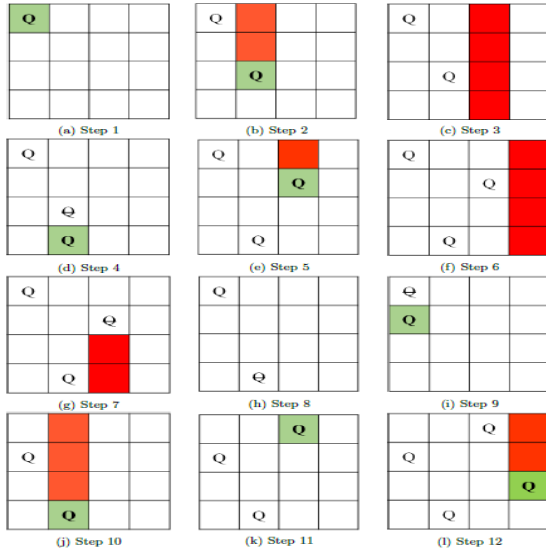 Q
(a) Step 1
Q
Q
(b) Step 2
Q
Q
(c) Step 3
Q
Q
Q
(d) Step 4
Q
Q
Q
(e) Step 5
Q
Q
Q
(f) Step 6
Q
Q
Q
(g) Step 7
Q
Q
(h) Step 8
Q
Q
(i) Step 9
Q
Q
(j) Step 10
Q
Q
Q
(k) Step 11
Q
Q
Q
Q
(l) Step 12